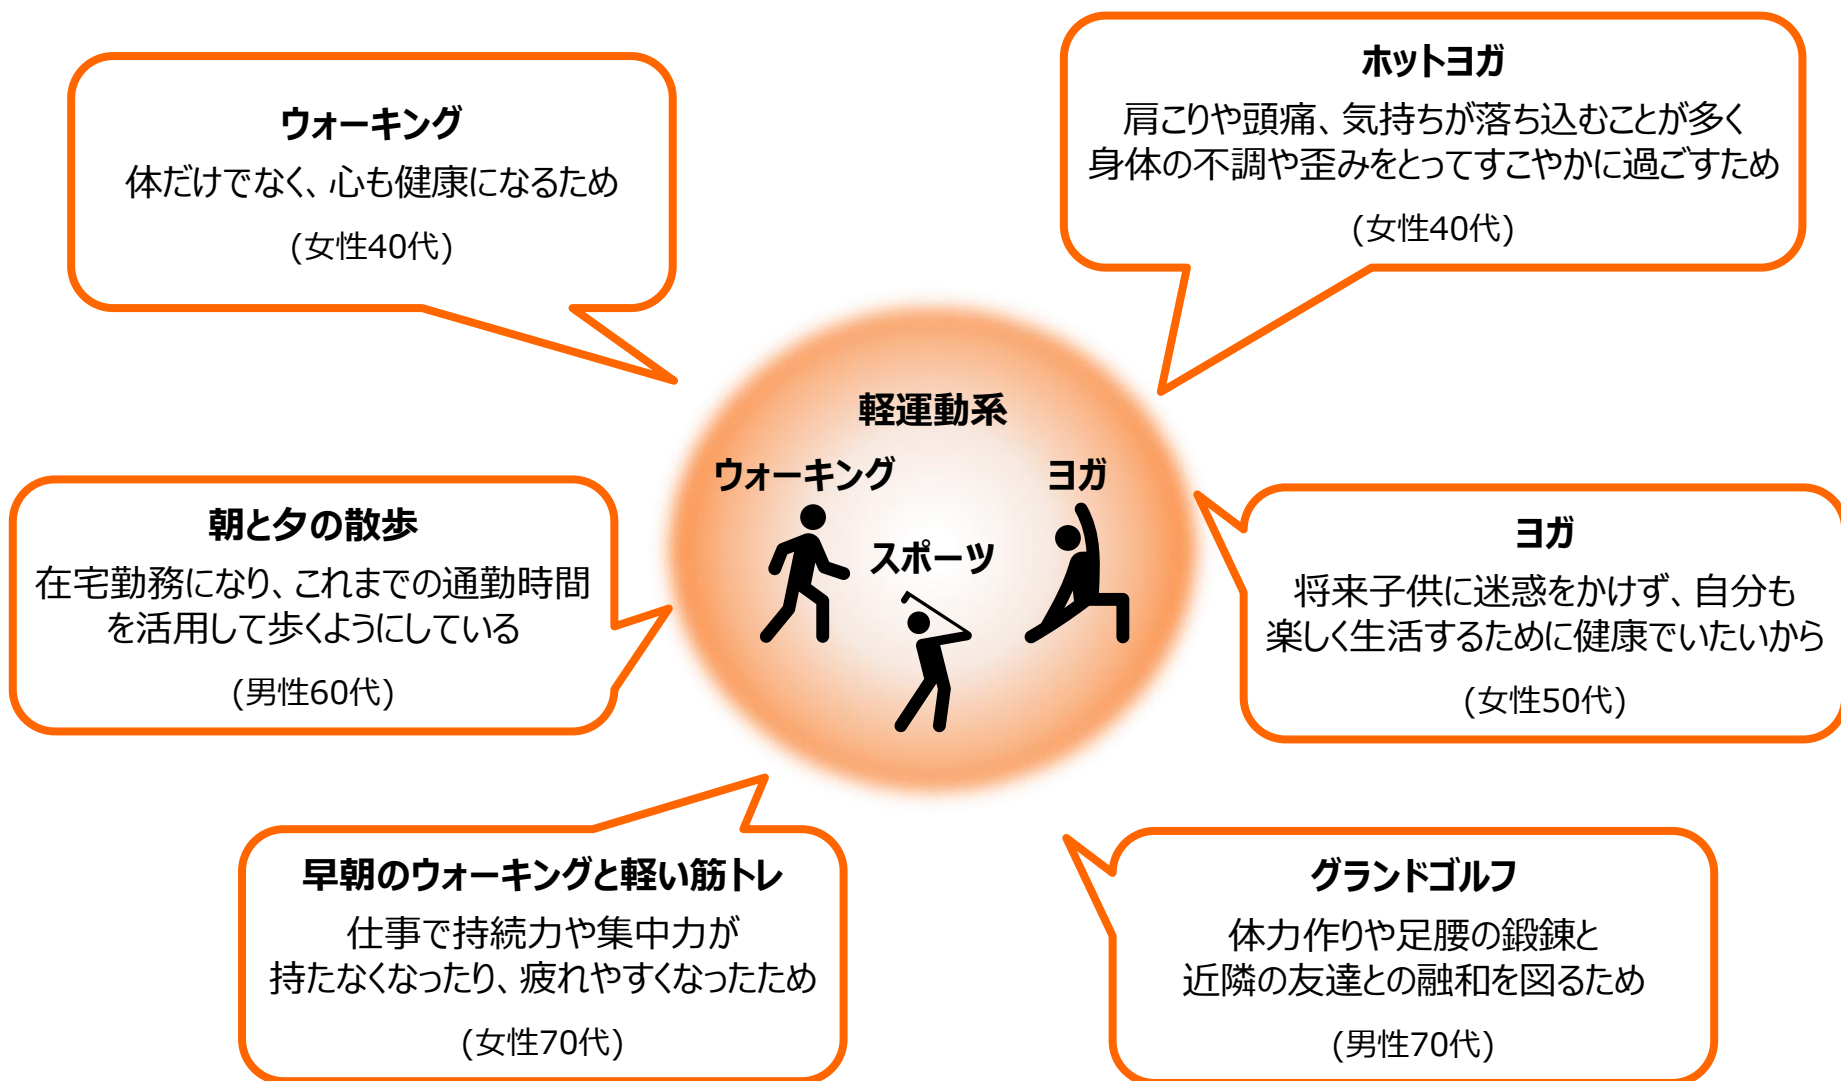 ウォーキング
体だけでなく、心も健康になるため
(女性40代)
ホットヨガ
肩こりや頭痛、気持ちが落ち込むことが多く
身体の不調や歪みをとってすこやかに過ごすため
(女性40代)
軽運動系
ウォーキング
ヨガ
スポーツ
朝と夕の散歩
在宅勤務になり、これまでの通勤時間
を活用して歩くようにしている
(男性60代)
ヨガ
将来子供に迷惑をかけず、自分も
楽しく生活するために健康でいたいから
(女性50代)
早朝のウォーキングと軽い筋トレ
仕事で持続力や集中力が
持たなくなったり、疲れやすくなったため
(女性70代)
グランドゴルフ
体力作りや足腰の鍛錬と
近隣の友達との融和を図るため
(男性70代)